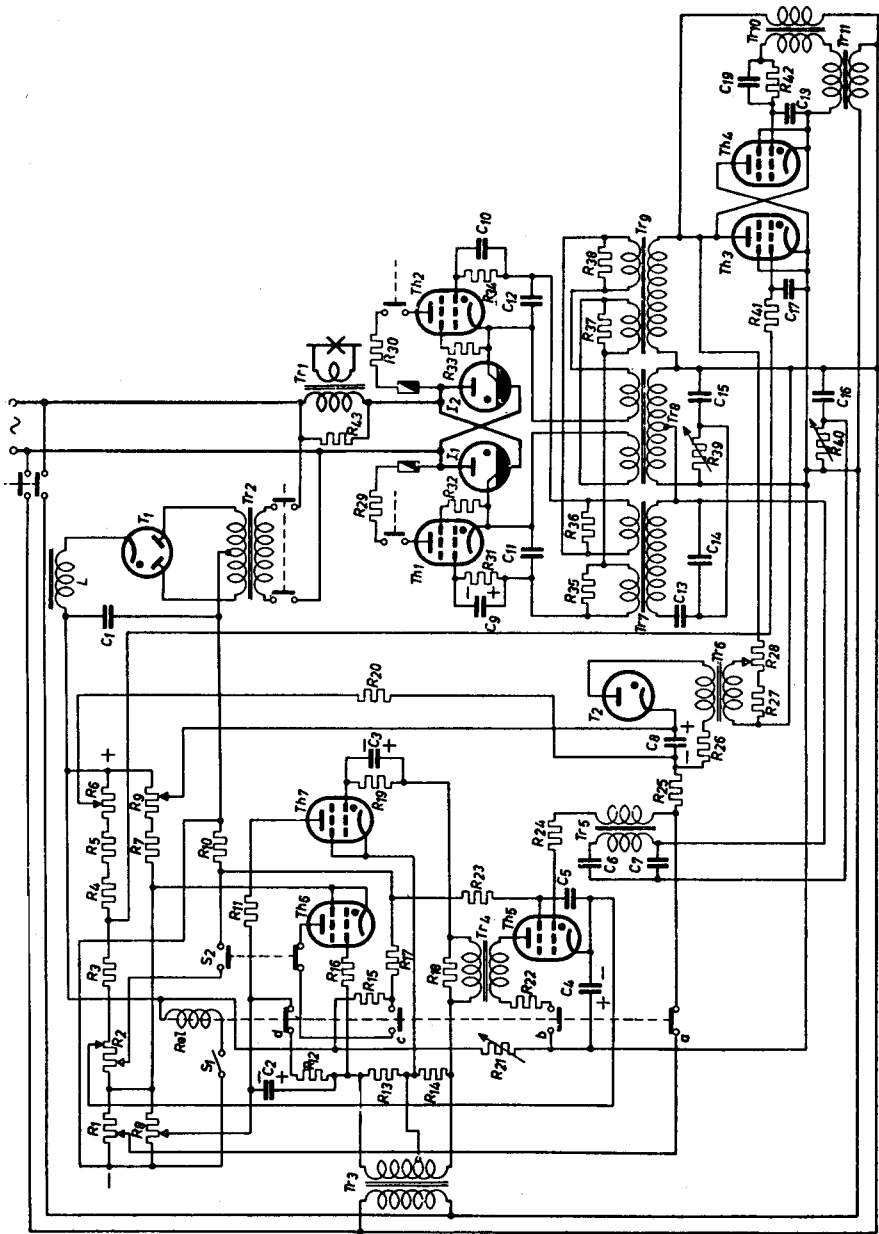 −
R1
R2
R3
R4
R5
R6
+
R8
R7
R9
C1
L
S1
Rel
S2
R10
T1
Tr2
~
Tr3
C2
− +
R12
d
R11
R13
R14
R16
R15
R17
c
Th6
Th7
R19
C3
− +
R20
Tr1
R43
R18
Tr4
R23
R21
R22
b
C4
+ −
C5
R24
Tr5
C6
C7
a
R25
C8
− +
R26
T2
Tr6
R27
R28
R29
R30
Th1
R32
I1
I2
R33
Th2
C9
− +
R31
C11
C12
R34
C10
R35
R36
R37
R38
Tr7
Tr8
Tr9
C13
C14
R39
C15
R40
C16
R41
C17
Th3
Th4
C19
R42
Tr10
Tr11